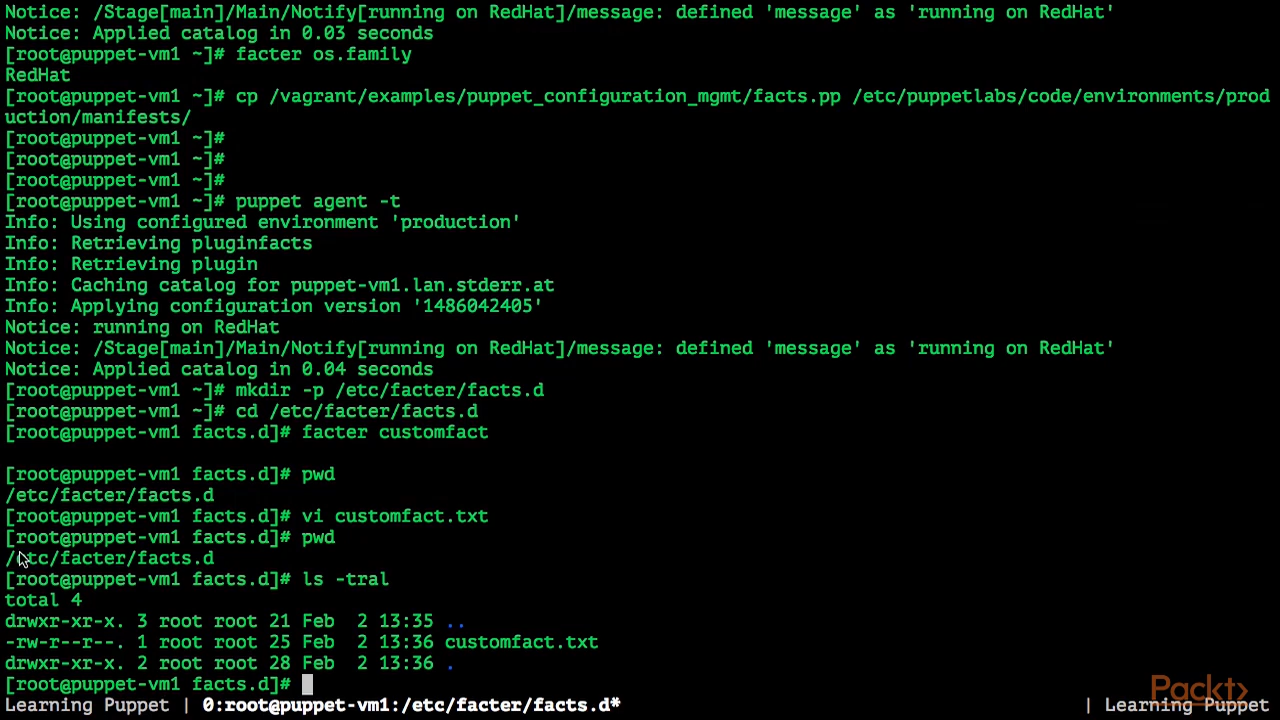 Notice: /Stage[main]/Main/Notify[running on RedHat]/message: defined 'message' as 'running on RedHat'
Notice: Applied catalog in 0.03 seconds
[root@puppet-vm1 ~]# facter os.family
RedHat
[root@puppet-vm1 ~]# cp /vagrant/examples/puppet_configuration_mgmt/facts.pp /etc/puppetlabs/code/environments/prod
uction/manifests/
[root@puppet-vm1 ~]#
[root@puppet-vm1 ~]#
[root@puppet-vm1 ~]#
[root@puppet-vm1 ~]# puppet agent -t
Info: Using configured environment 'production'
Info: Retrieving pluginfacts
Info: Retrieving plugin
Info: Caching catalog for puppet-vm1.lan.stderr.at
Info: Applying configuration version '1486042405'
Notice: running on RedHat
Notice: /Stage[main]/Main/Notify[running on RedHat]/message: defined 'message' as 'running on RedHat'
Notice: Applied catalog in 0.04 seconds
[root@puppet-vm1 ~]# mkdir -p /etc/facter/facts.d
[root@puppet-vm1 ~]# cd /etc/facter/facts.d
[root@puppet-vm1 facts.d]# facter customfact
[root@puppet-vm1 facts.d]# pwd
/etc/facter/facts.d
[root@puppet-vm1 facts.d]# vi customfact.txt
[root@puppet-vm1 facts.d]# pwd
/etc/facter/facts.d
[root@puppet-vm1 facts.d]# ls -tral
total 4
drwxr-xr-x. 3 root root 21 Feb  2 13:35 ..
-rw-r--r--. 1 root root 25 Feb  2 13:36 customfact.txt
drwxr-xr-x. 2 root root 28 Feb  2 13:36 .
[root@puppet-vm1 facts.d]#
Packt>
Learning Puppet | 0:root@puppet-vm1:/etc/facter/facts.d* | Learning Puppet